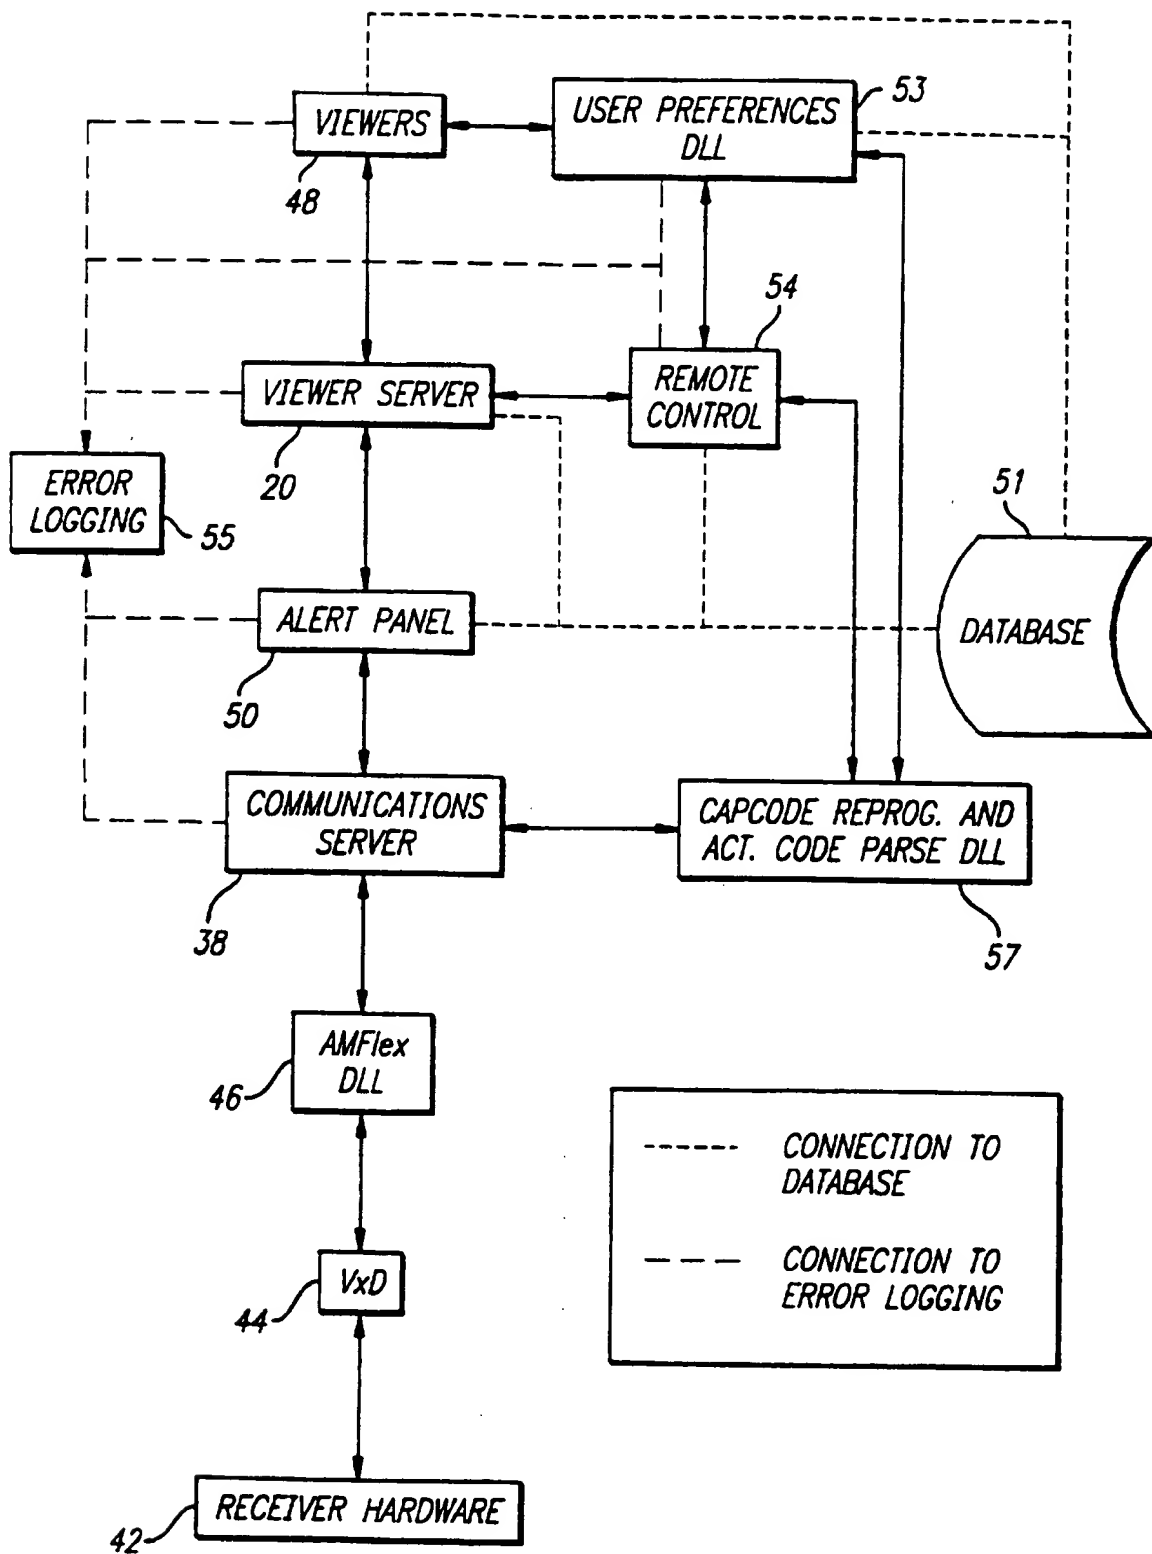 VIEWERS
48
USER PREFERENCES
DLL
53
VIEWER SERVER
20
REMOTE
CONTROL
54
ERROR
LOGGING
55
51
DATABASE
ALERT PANEL
50
COMMUNICATIONS
SERVER
38
CAPCODE REPROG. AND
ACT. CODE PARSE DLL
57
AMFlex
DLL
46
VxD
44
RECEIVER HARDWARE
42
CONNECTION TO
DATABASE
CONNECTION TO
ERROR LOGGING